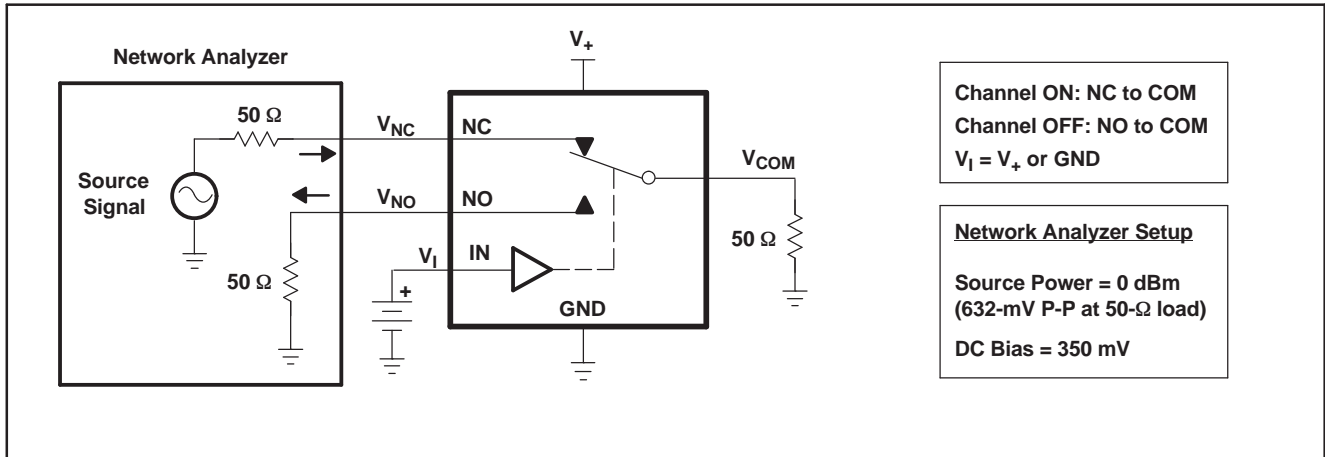 V+
Network Analyzer
50 Ω
VNC
NC
Source
Signal
VNO
NO
50 Ω
VI
IN
+
GND
VCOM
50 Ω
Channel ON: NC to COM
Channel OFF: NO to COM
VI = V+ or GND
Network Analyzer Setup
Source Power = 0 dBm
(632-mV P-P at 50-Ω load)
DC Bias = 350 mV